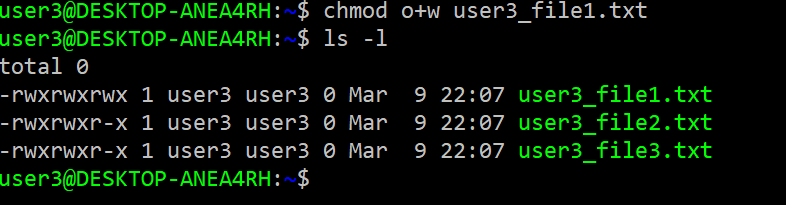 user3@DESKTOP-ANEA4RH:~$ chmod o+w user3_file1.txt
user3@DESKTOP-ANEA4RH:~$ ls -l
total 0
-rwxrwxrwx 1 user3 user3 0 Mar  9 22:07 user3_file1.txt
-rwxrwxr-x 1 user3 user3 0 Mar  9 22:07 user3_file2.txt
-rwxrwxr-x 1 user3 user3 0 Mar  9 22:07 user3_file3.txt
user3@DESKTOP-ANEA4RH:~$